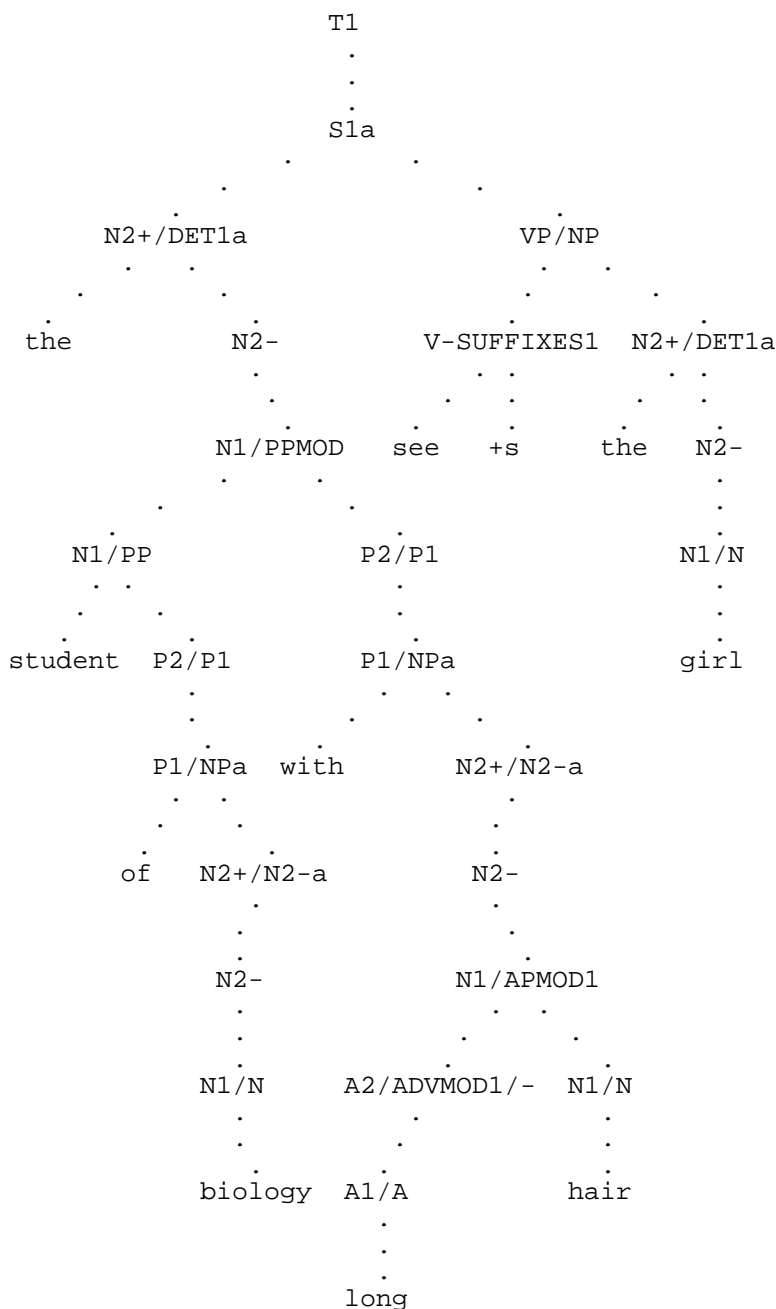 T1
S1a
N2+/DET1a VP/NP
the N2- V-SUFFIXES1 N2+/DET1a
N1/PPMOD see +s the N2-
N1/PP P2/P1 N1/N
student P2/P1 P1/NPa girl
P1/NPa with N2+/N2-a
of N2+/N2-a N2-
N2- N1/APMOD1
N1/N A2/ADVMOD1/- N1/N
biology A1/A hair
long